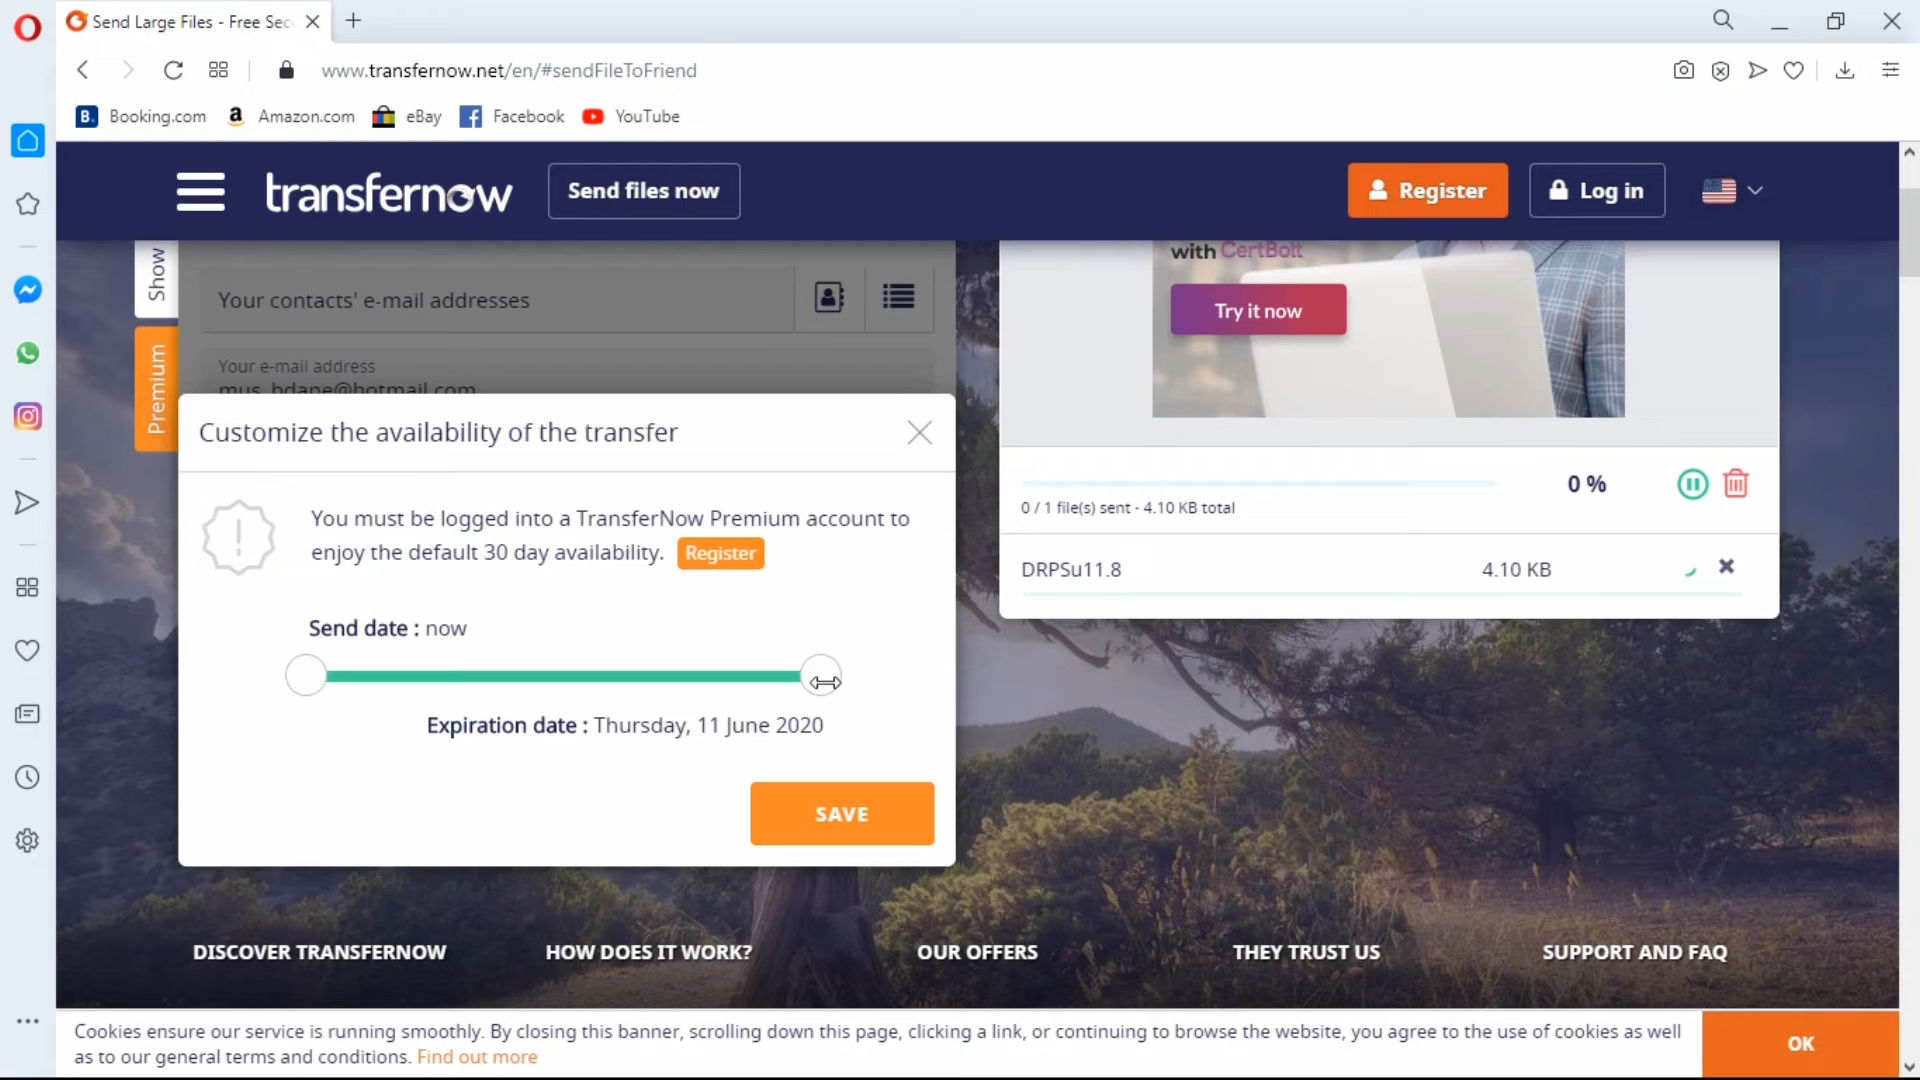 Send Large Files - Free Sec
www.transfernow.net/en/#sendFileToFriend
B. Booking.com
a Amazon.com
eBay
Facebook
YouTube
transfernow
Send files now
Register
Log in
Show
Premium
Your contacts' e-mail addresses
Your e-mail address
mus_bdane@hotmail.com
with CertBolt
Try it now
0 %
0 / 1 file(s) sent - 4.10 KB total
DRPSu11.8
4.10 KB
Customize the availability of the transfer
You must be logged into a TransferNow Premium account to
enjoy the default 30 day availability. Register
Send date : now
Expiration date : Thursday, 11 June 2020
SAVE
DISCOVER TRANSFERNOW
HOW DOES IT WORK?
OUR OFFERS
THEY TRUST US
SUPPORT AND FAQ
Cookies ensure our service is running smoothly. By closing this banner, scrolling down this page, clicking a link, or continuing to browse the website, you agree to the use of cookies as well
as to our general terms and conditions. Find out more
OK